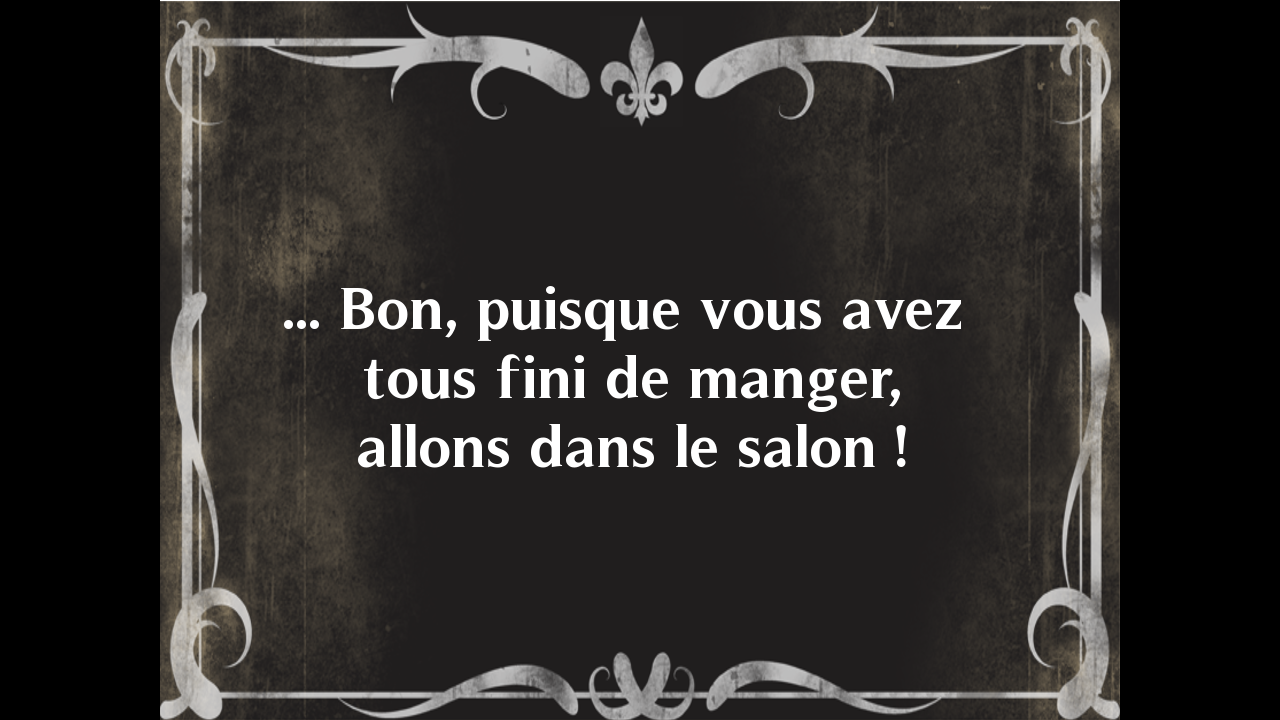 ... Bon, puisque vous avez
tous fini de manger,
allons dans le salon !